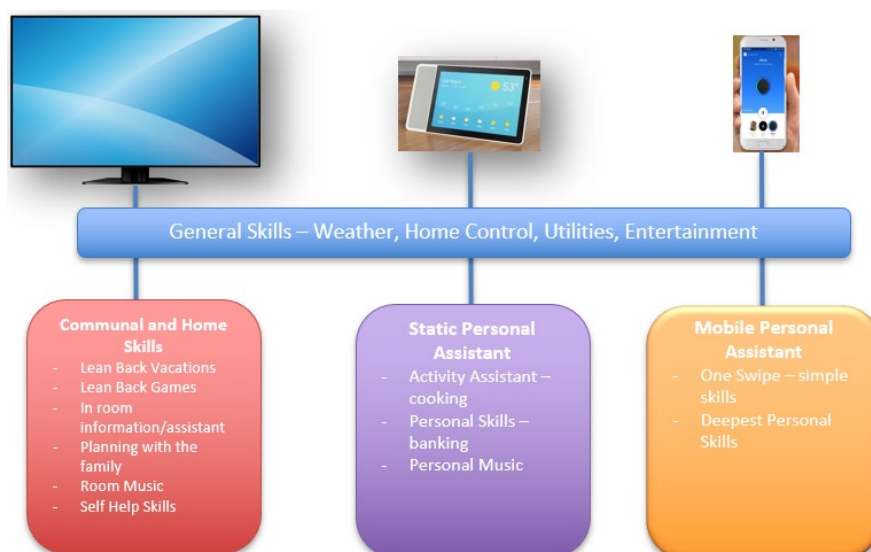 53°
General Skills – Weather, Home Control, Utilities, Entertainment
Communal and Home
Skills
- Lean Back Vacations
- Lean Back Games
- In room
information/assistant
- Planning with the
family
- Room Music
- Self Help Skills
Static Personal
Assistant
- Activity Assistant –
cooking
- Personal Skills –
banking
- Personal Music
Mobile Personal
Assistant
- One Swipe – simple
skills
- Deepest Personal
Skills